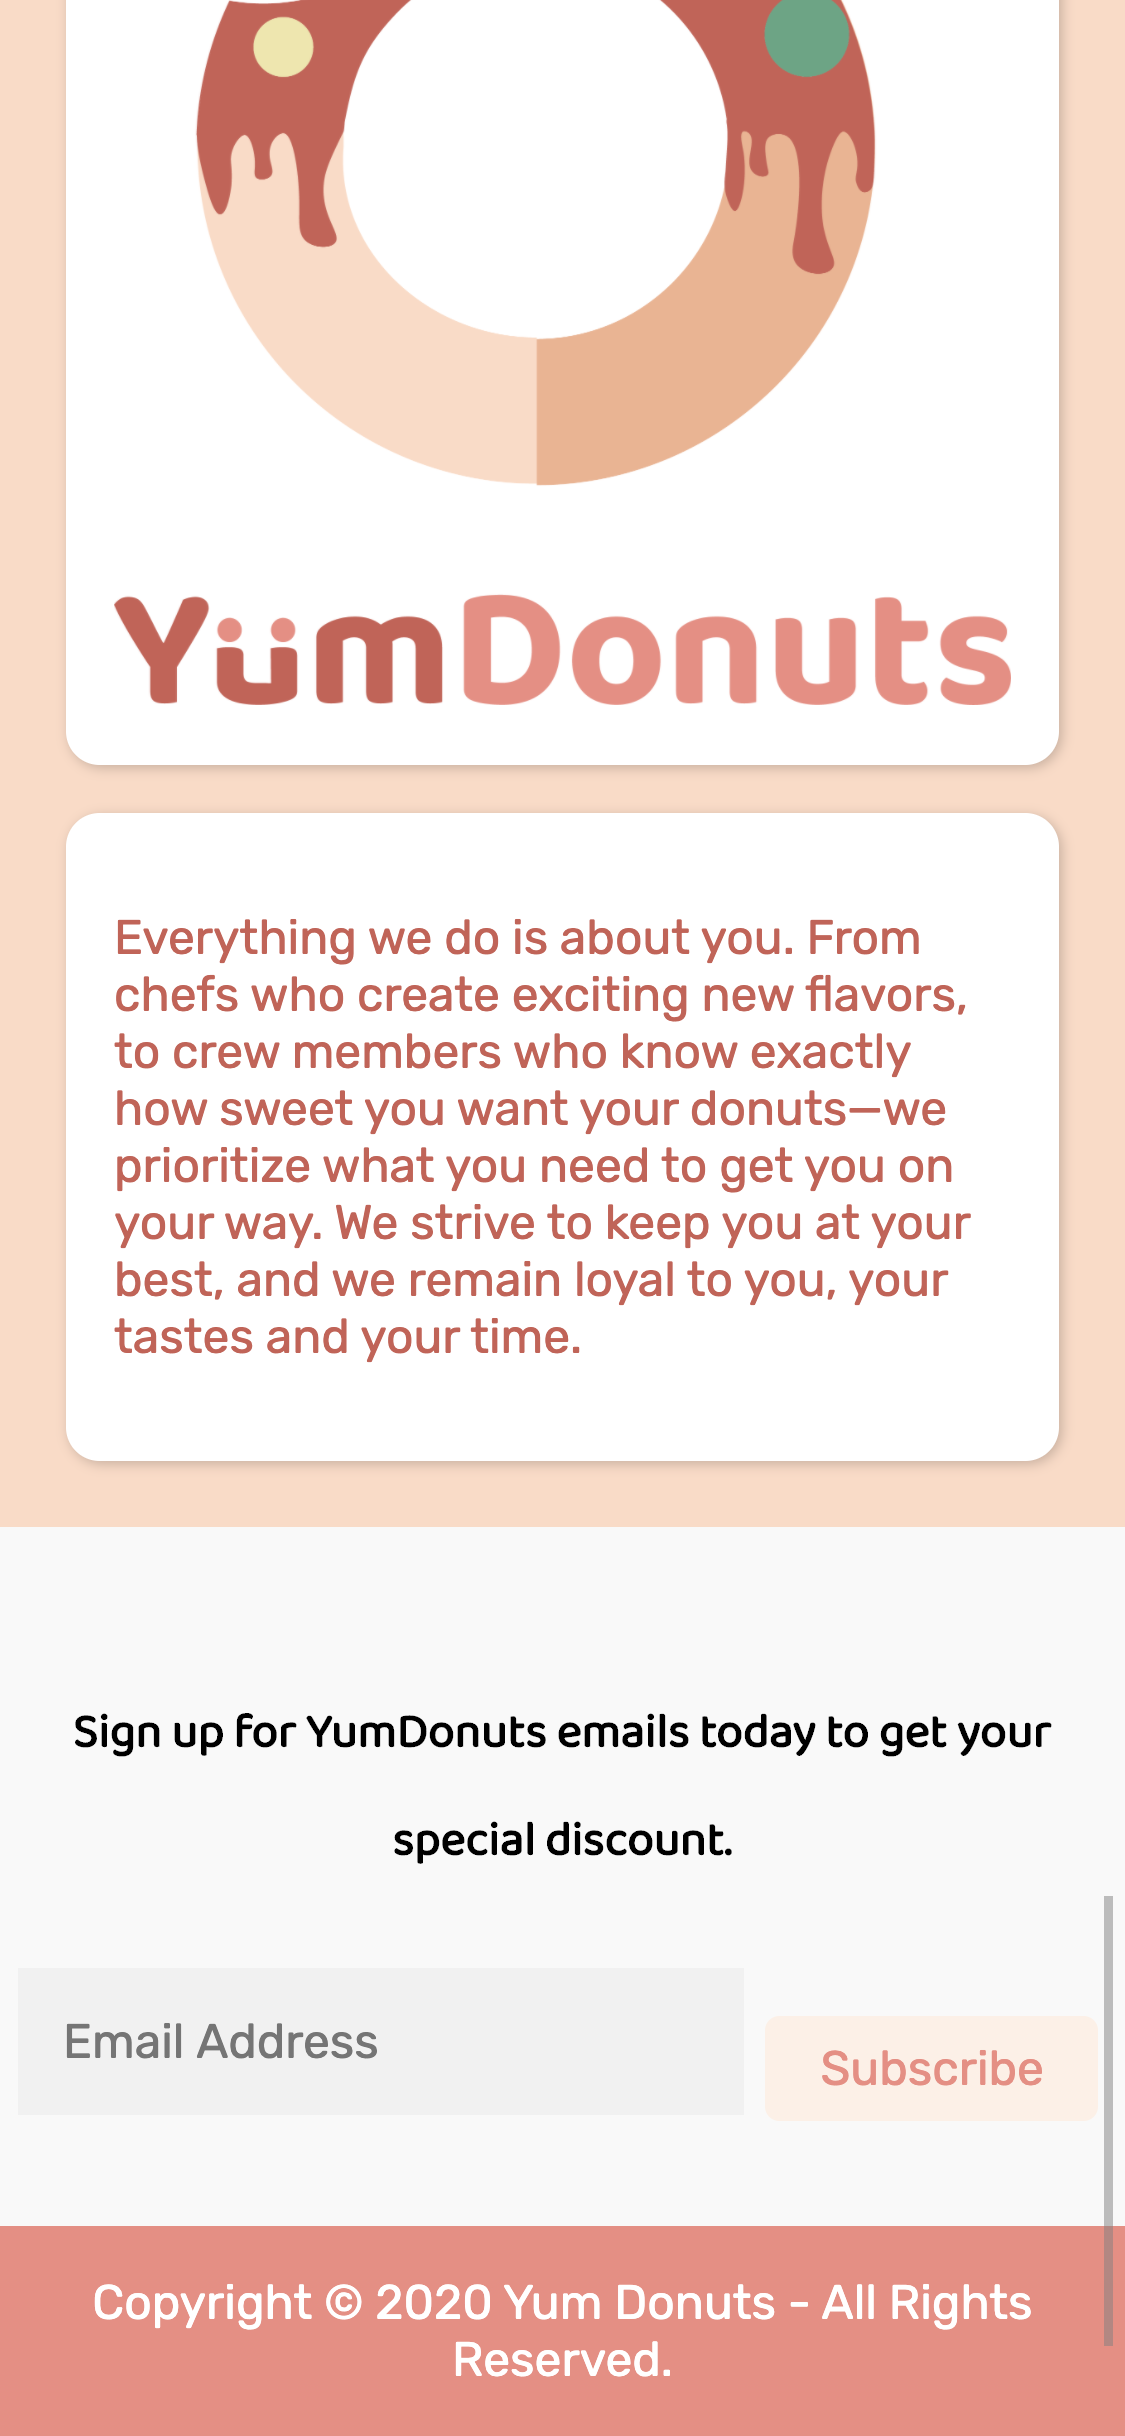 YümDonuts
Everything we do is about you. From
chefs who create exciting new flavors,
to crew members who know exactly
how sweet you want your donuts—we
prioritize what you need to get you on
your way. We strive to keep you at your
best, and we remain loyal to you, your
tastes and your time.
Sign up for YumDonuts emails today to get your
special discount.
Email Address
Subscribe
Copyright © 2020 Yum Donuts - All Rights
Reserved.